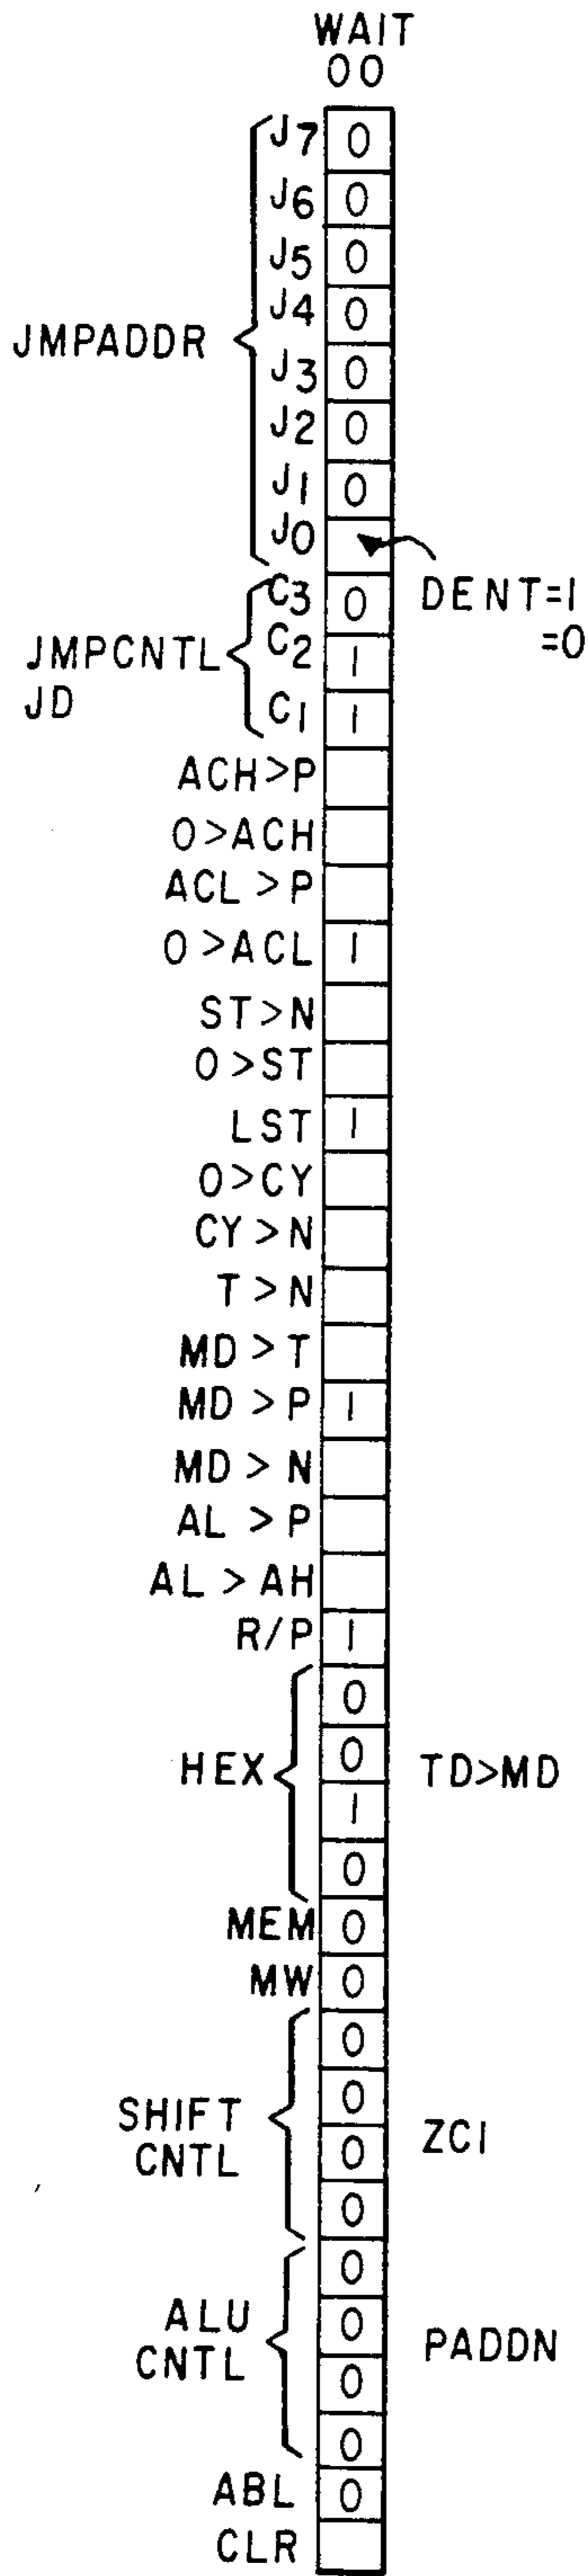 WAIT
00
J7 0
J6 0
J5 0
J4 0
JMPADDR
J3 0
J2 0
J1 0
J0
DENT=1
=0
C3 0
C2 1
JMPCNTL
JD
C1 1
ACH>P
0>ACH
ACL>P
0>ACL 1
ST>N
0>ST
LST 1
0>CY
CY>N
T>N
MD>T
MD>P 1
MD>N
AL>P
AL>AH
R/P 1
0
0
HEX TD>MD
1
0
MEM 0
MW 0
0
0
SHIFT
CNTL ZCI
0
0
0
0
ALU
CNTL PADDN
0
0
ABL 0
CLR